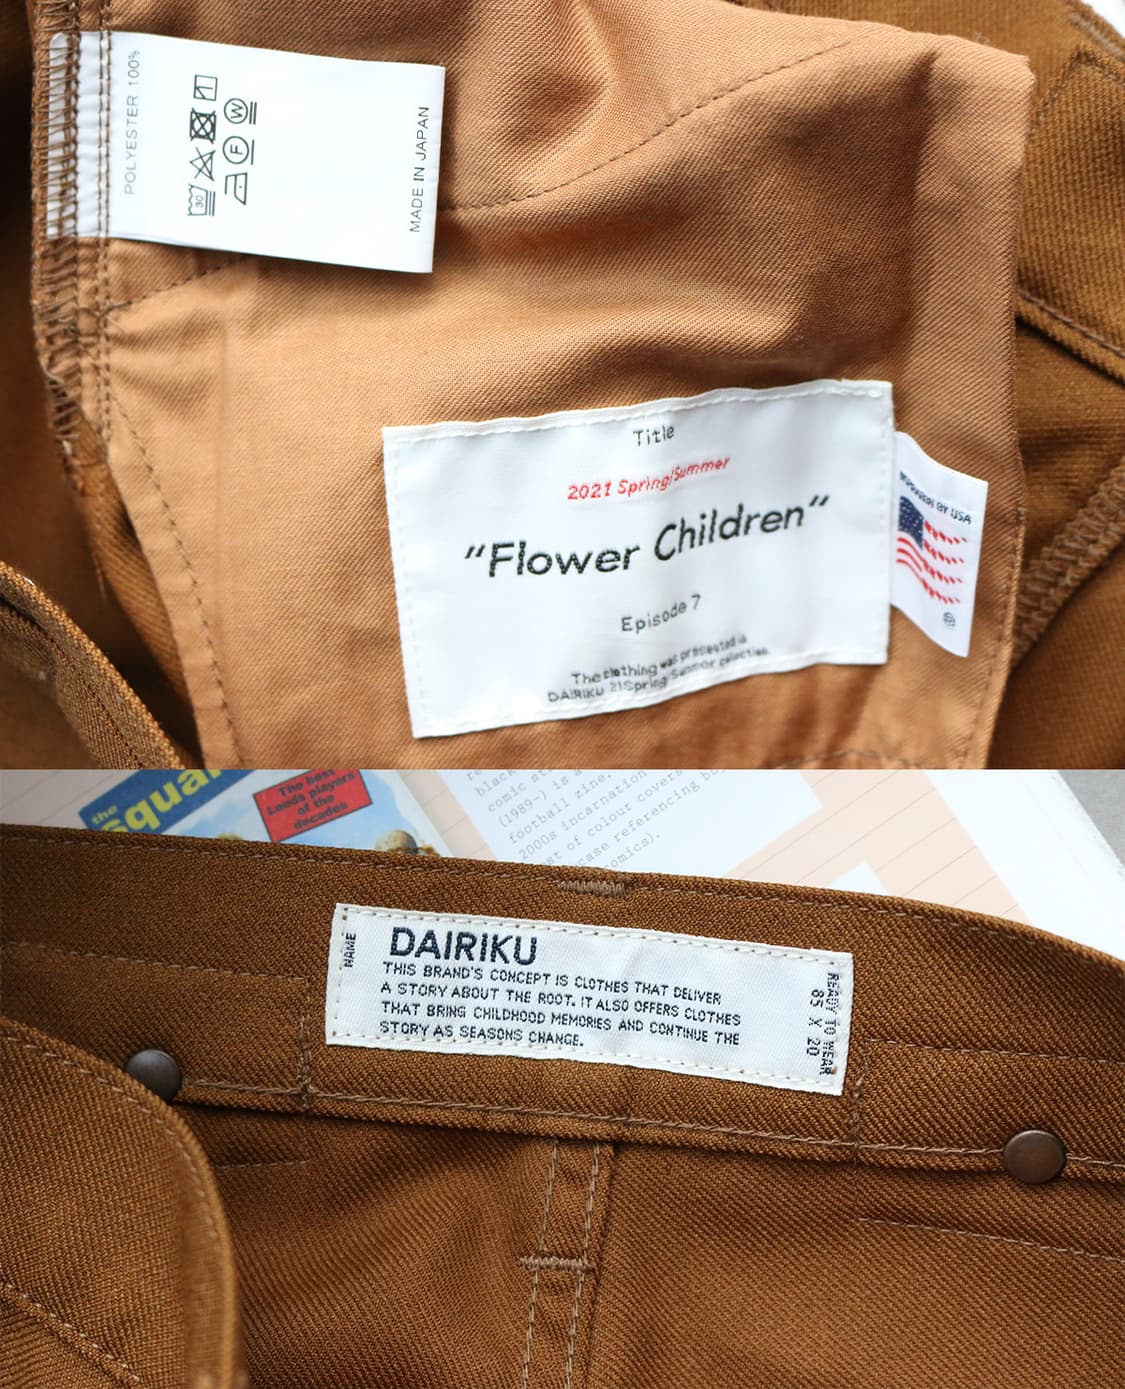 POLYESTER 100%
30
F W
MADE IN JAPAN
Title
2021 Spring/Summer
"Flower Children"
Episode 7
The clothing was presented in
DAIRIKU 21Spring/Summer collection.
BY USA
the
squa
The best
Leeds players
of the
decades
comic
(1989-) is a
football zine.
2000s incarnation
st of colour covers
case referencing
comics).
NAME
DAIRIKU
THIS BRAND'S CONCEPT IS CLOTHES THAT DELIVER
A STORY ABOUT THE ROOT. IT ALSO OFFERS CLOTHES
THAT BRING CHILDHOOD MEMORIES AND CONTINUE THE
STORY AS SEASONS CHANGE.
READY TO WEAR
85 X 20